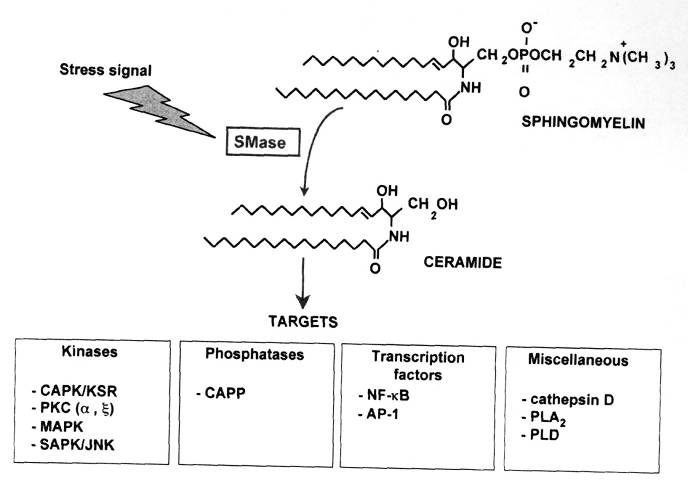 Stress signal
SMase
O-
OH
CH2OPOCH2CH2N+(CH3)3
O
NH
O
SPHINGOMYELIN
OH
CH2OH
NH
O
CERAMIDE
TARGETS
Kinases
- CAPK/KSR
- PKC (α , ξ)
- MAPK
- SAPK/JNK
Phosphatases
- CAPP
Transcription
factors
- NF-κB
- AP-1
Miscellaneous
- cathepsin D
- PLA2
- PLD